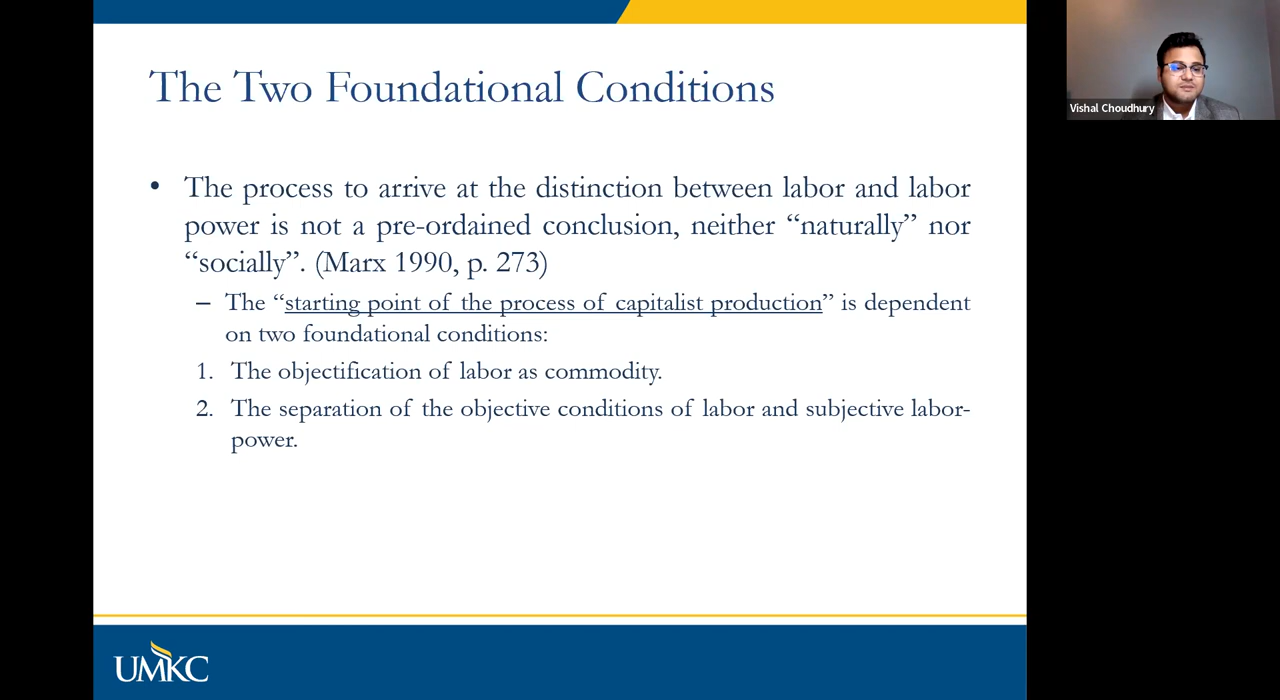 The Two Foundational Conditions
• The process to arrive at the distinction between labor and labor
power is not a pre-ordained conclusion, neither “naturally” nor
“socially”. (Marx 1990, p. 273)
– The “starting point of the process of capitalist production” is dependent
on two foundational conditions:
1. The objectification of labor as commodity.
2. The separation of the objective conditions of labor and subjective labor-
power.
UMKC
Vishal Choudhury